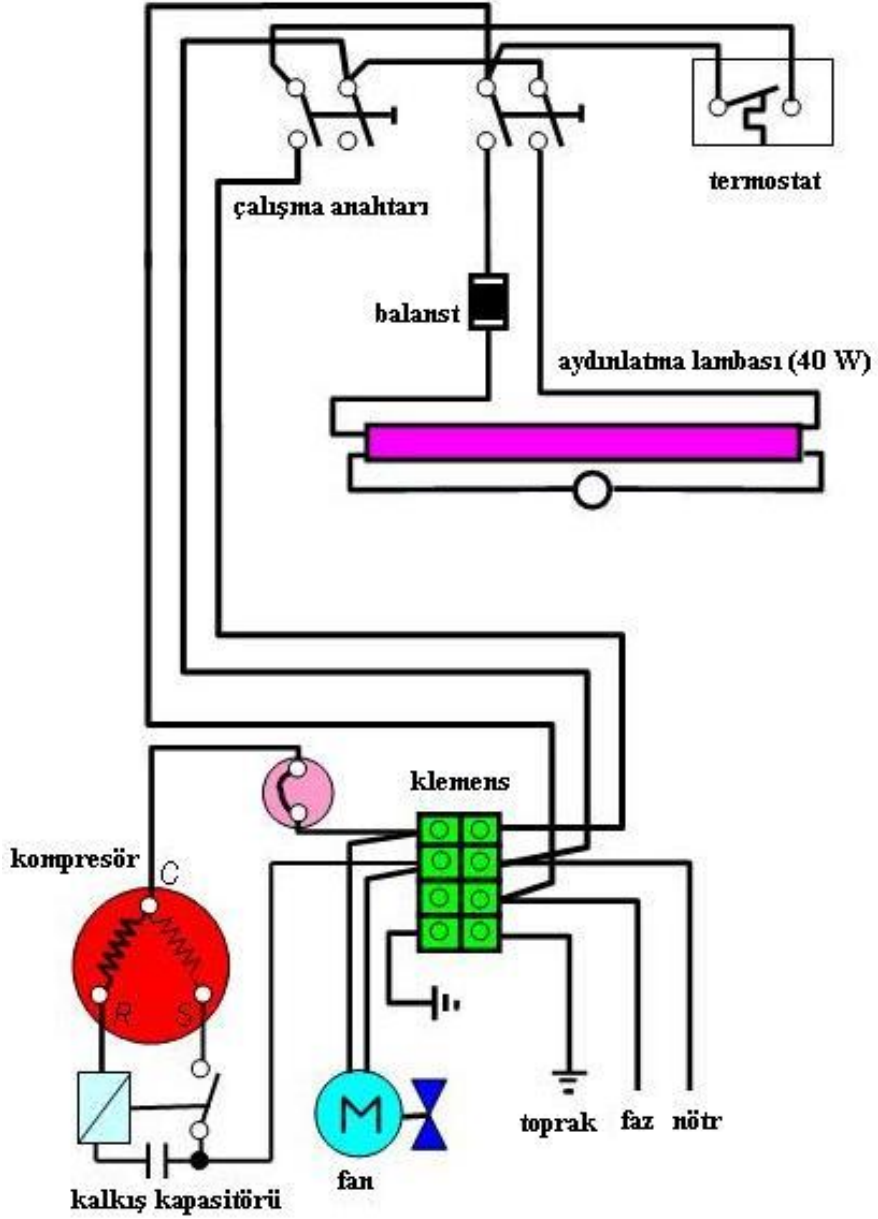 termostat
çalışma anahtarı
balanst
aydınlatma lambası (40 W)
klemens
kompresör
C
R
S
M
toprak
faz
nötr
fan
kalkış kapasitörü